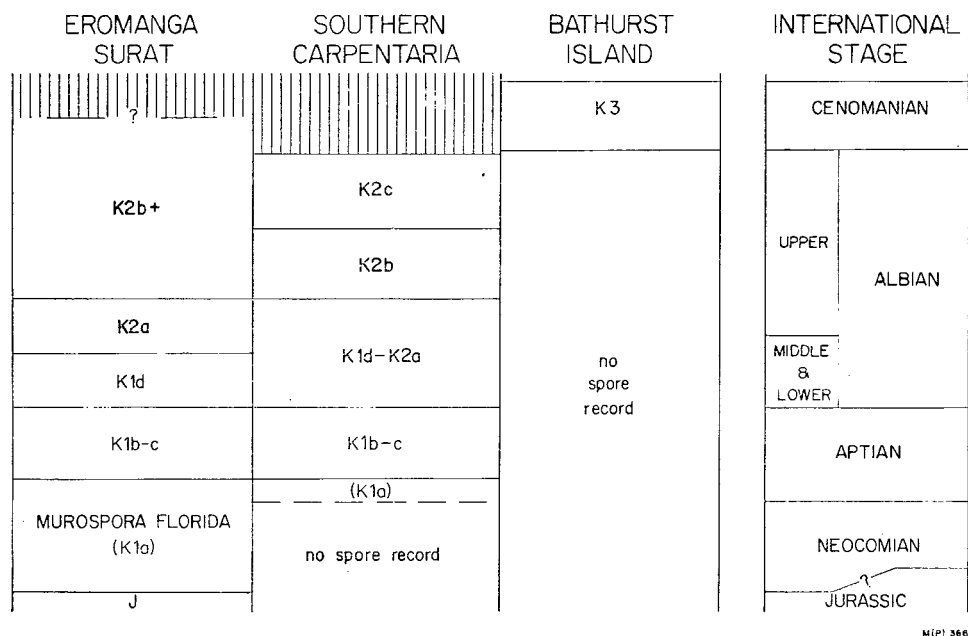 EROMANGA
SURAT
SOUTHERN
CARPENTARIA
BATHURST
ISLAND
INTERNATIONAL
STAGE
?
K2b+
K2a
K1d
K1b-c
MUROSPORA FLORIDA
(K1a)
J
K2c
K2b
K1d-K2a
K1b-c
(K1a)
no spore record
K3
no
spore
record
CENOMANIAN
UPPER
ALBIAN
MIDDLE
&
LOWER
APTIAN
NEOCOMIAN
?
JURASSIC
M(P) 366